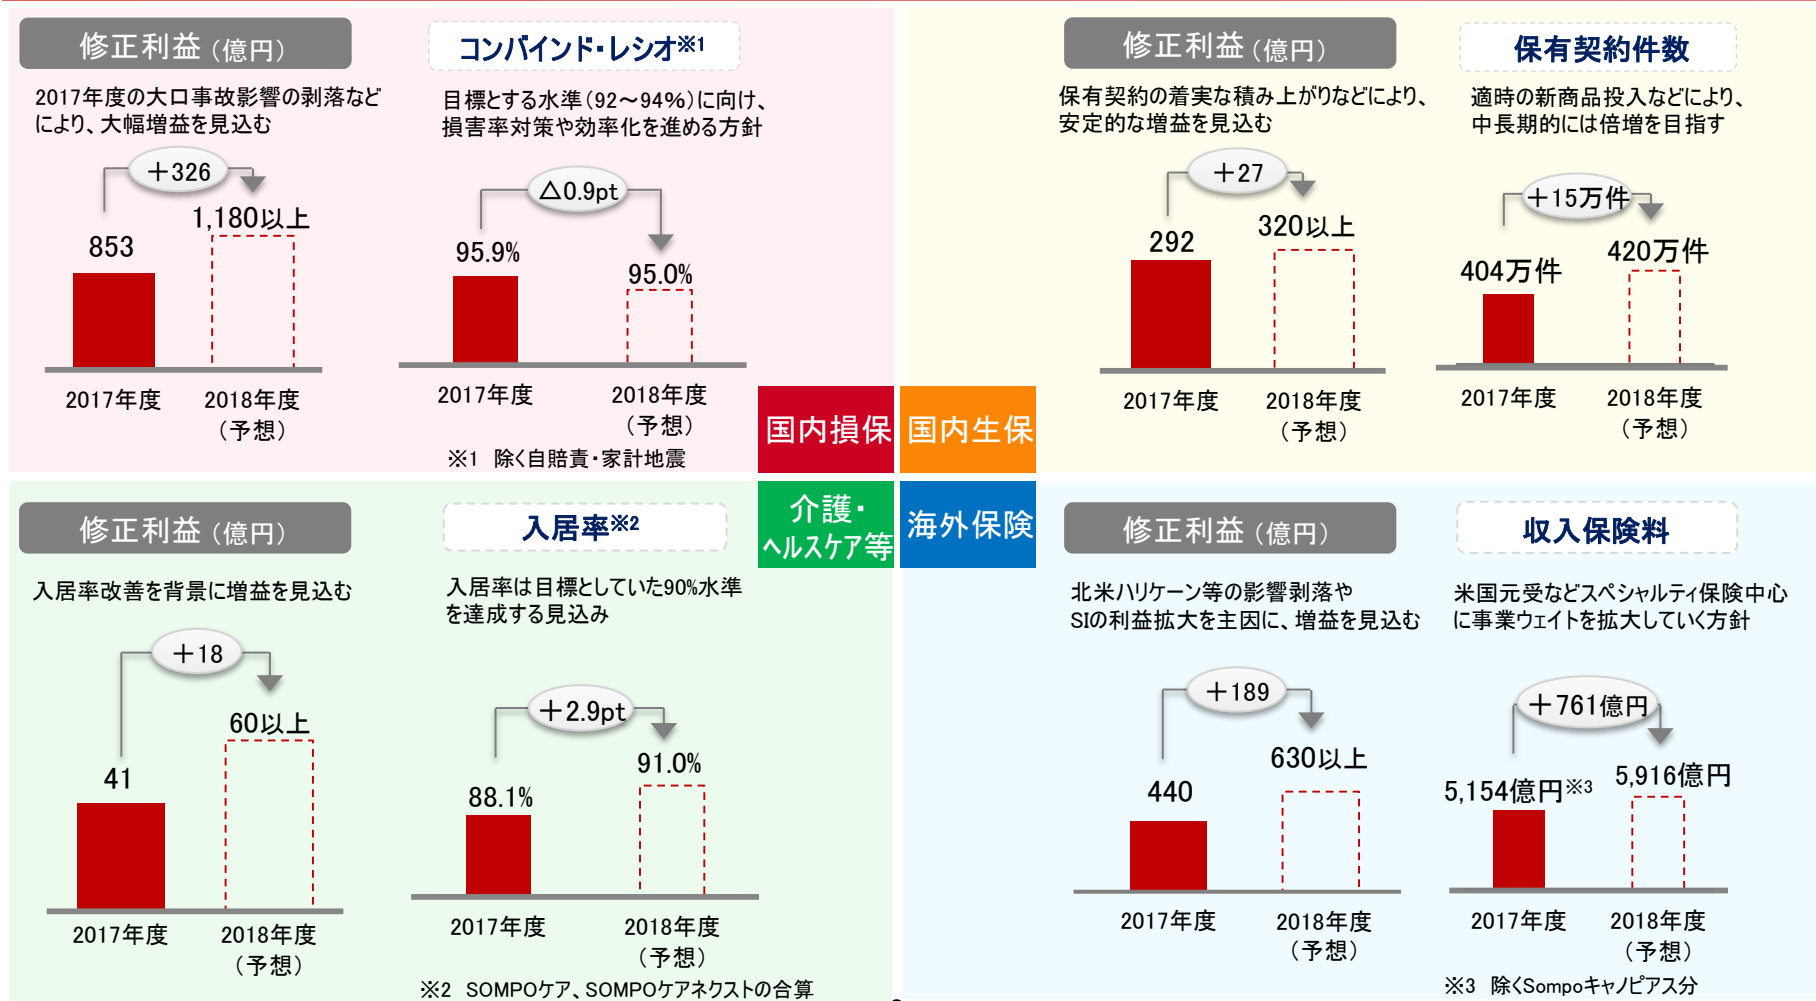 修正利益（億円）
2017年度の大口事故影響の剥落など
により、大幅増益を見込む
＋326
853
1,180以上
2017年度
2018年度
（予想）
コンバインド・レシオ※1
目標とする水準（92～94％）に向け、
損害率対策や効率化を進める方針
△0.9pt
95.9%
95.0%
2017年度
2018年度
（予想）
※1　除く自賠責・家計地震
国内損保
修正利益（億円）
保有契約の着実な積み上がりなどにより、
安定的な増益を見込む
＋27
292
320以上
2017年度
2018年度
（予想）
保有契約件数
適時の新商品投入などにより、
中長期的には倍増を目指す
＋15万件
404万件
420万件
2017年度
2018年度
（予想）
国内生保
介護・
ヘルスケア等
修正利益（億円）
入居率改善を背景に増益を見込む
＋18
41
60以上
2017年度
2018年度
（予想）
入居率※2
入居率は目標としていた90%水準
を達成する見込み
＋2.9pt
88.1%
91.0%
2017年度
2018年度
（予想）
※2　SOMPOケア、SOMPOケアネクストの合算
海外保険
修正利益（億円）
北米ハリケーン等の影響剥落や
SIの利益拡大を主因に、増益を見込む
＋189
440
630以上
2017年度
2018年度
（予想）
収入保険料
米国元受などスペシャルティ保険中心
に事業ウェイトを拡大していく方針
＋761億円
5,154億円※3
5,916億円
2017年度
2018年度
（予想）
※3　除くSompoキャノピアス分